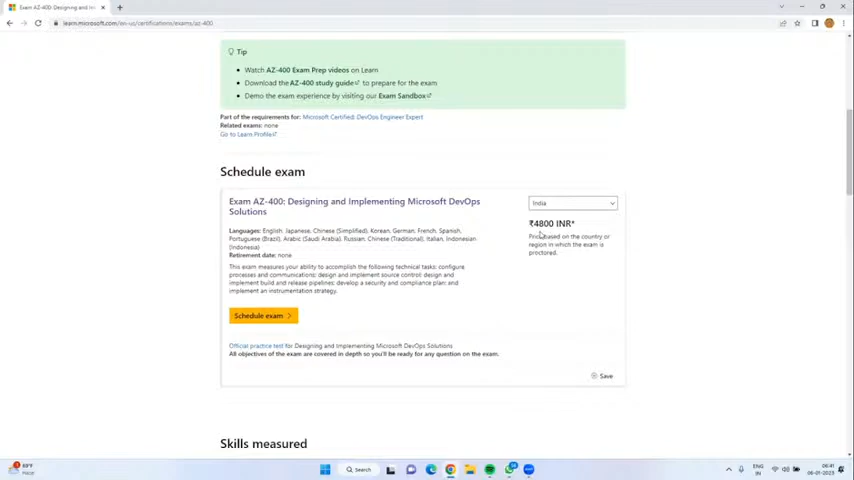 Exam AZ-400: Designing and Im
learn.microsoft.com/en-us/certifications/exams/az-400
Tip
Watch AZ-400 Exam Prep videos on Learn
Download the AZ-400 study guide to prepare for the exam
Demo the exam experience by visiting our Exam Sandbox
Part of the requirements for: Microsoft Certified: DevOps Engineer Expert
Related exams: none
Go to Learn Profile
Schedule exam
Exam AZ-400: Designing and Implementing Microsoft DevOps
Solutions
Languages: English, Japanese, Chinese (Simplified), Korean, German, French, Spanish,
Portuguese (Brazil), Arabic (Saudi Arabia), Russian, Chinese (Traditional), Italian, Indonesian
(Indonesia)
Retirement date: none
This exam measures your ability to accomplish the following technical tasks: configure
processes and communications; design and implement source control; design and
implement build and release pipelines; develop a security and compliance plan; and
implement an instrumentation strategy.
India
₹4800 INR*
Price based on the country or
region in which the exam is
proctored.
Schedule exam
Official practice test for Designing and Implementing Microsoft DevOps Solutions
All objectives of the exam are covered in depth so you'll be ready for any question on the exam.
Save
Skills measured
Search
ENG
IN
06:41
06-01-2023